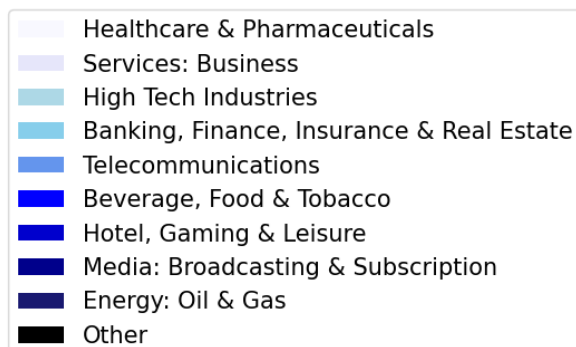 Healthcare & Pharmaceuticals
Services: Business
High Tech Industries
Banking, Finance, Insurance & Real Estate
Telecommunications
Beverage, Food & Tobacco
Hotel, Gaming & Leisure
Media: Broadcasting & Subscription
Energy: Oil & Gas
Other